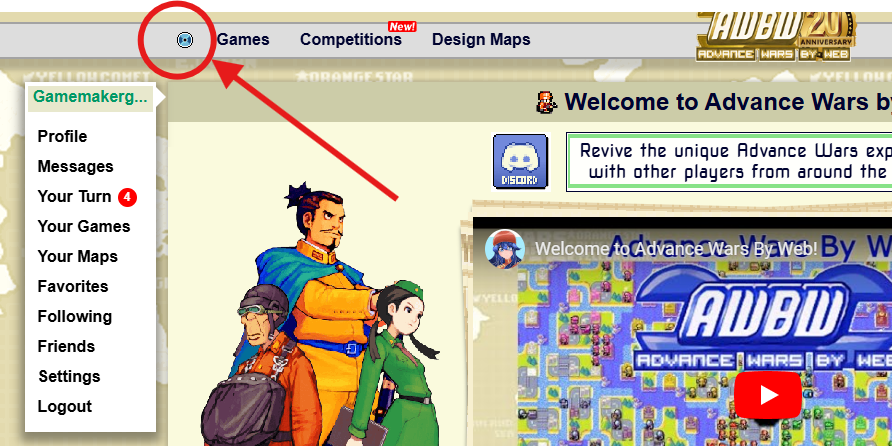 New!
Games Competitions Design Maps
AWBW 20
ANNIVERSARY
ADVANCE WARS BY WEB
YELLOW COMET
ORANGE STAR
Gamemakerg...
Profile
Messages
Your Turn 4
Your Games
Your Maps
Favorites
Following
Friends
Settings
Logout
Welcome to Advance Wars by
DISCORD
Revive the unique Advance Wars exp
with other players from around the
Advance Wars By W
Welcome to Advance Wars By Web!
AWBW
ADVANCE WARS BY WEB